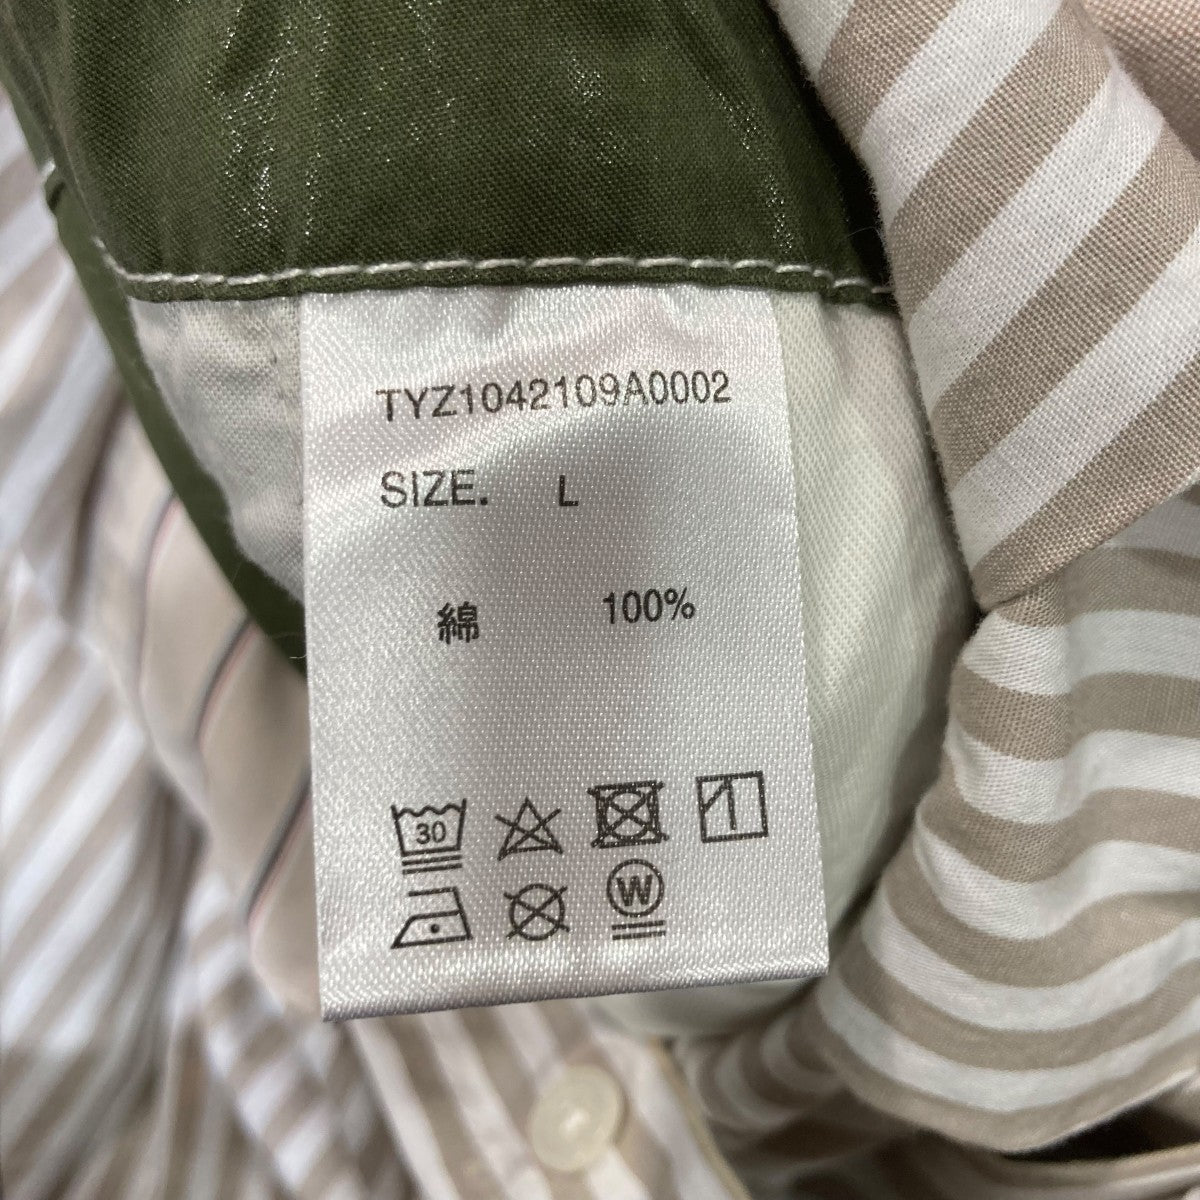 TYZ1042109A0002
SIZE. L
綿 100%
30
W